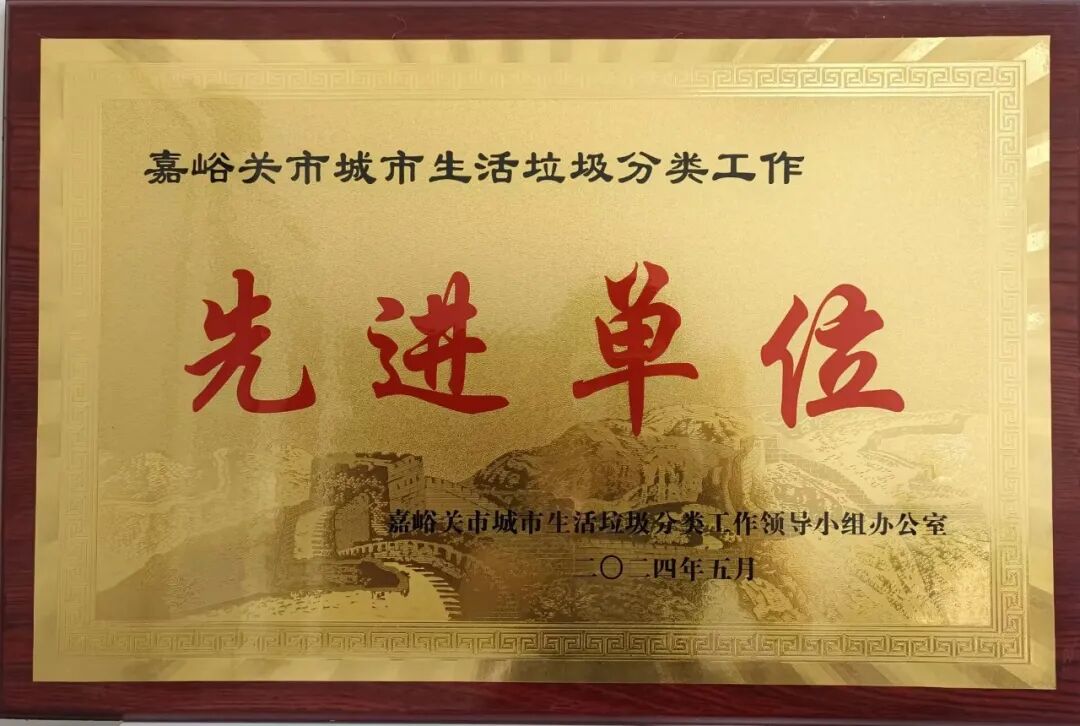 嘉峪关市城市生活垃圾分类工作
先进单位
嘉峪关市城市生活垃圾分类工作领导小组办公室
二〇二四年五月